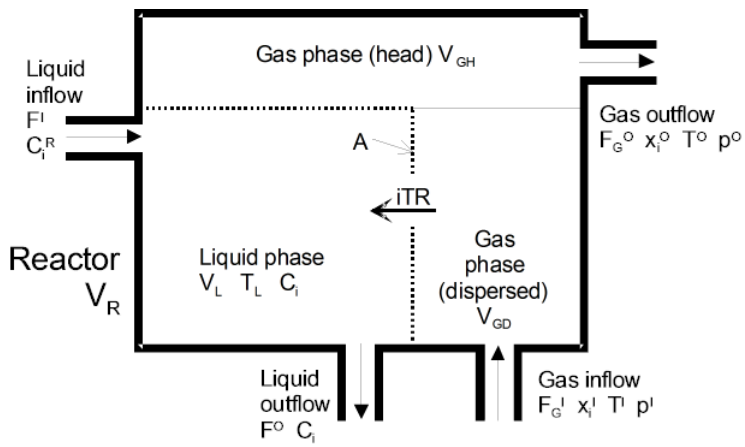 Gas phase (head) V_GH
Liquid
inflow
F^I
C_i^R
Gas outflow
F_G^O x_i^O T^O p^O
A
iTR
Reactor
V_R
Liquid phase
V_L T_L C_i
Gas
phase
(dispersed)
V_GD
Liquid
outflow
F^O C_i
Gas inflow
F_G^I x_i^I T^I p^I